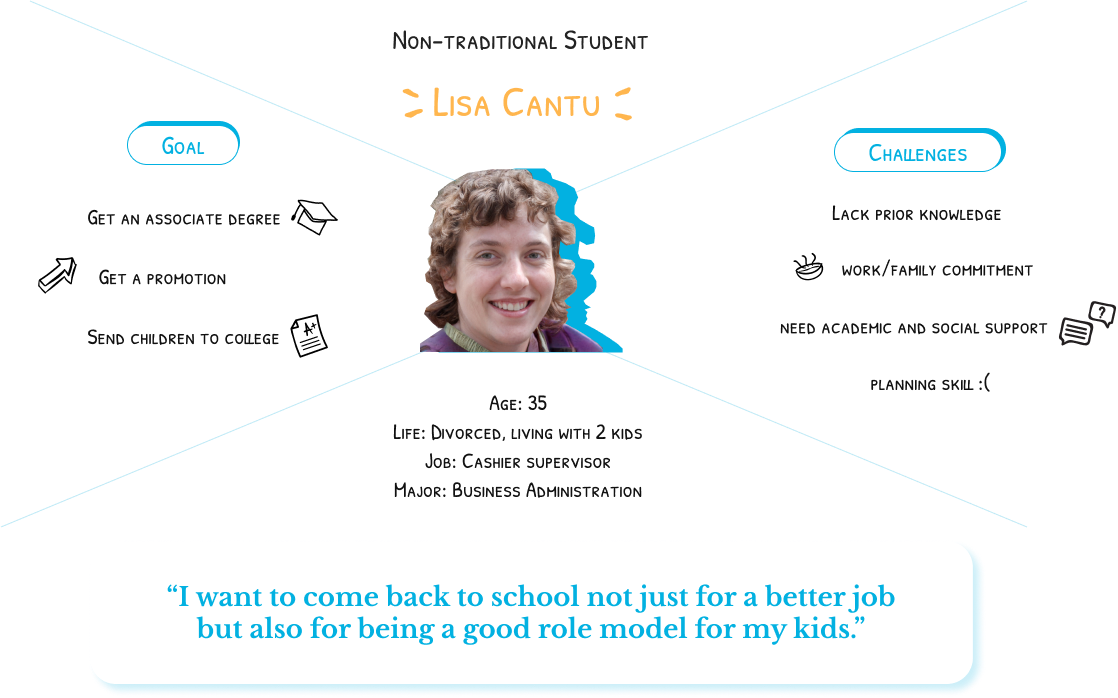 Non-traditional Student
Lisa Cantu
Goal
Get an associate degree
Get a promotion
Send children to college
A+
Challenges
Lack prior knowledge
work/family commitment
need academic and social support
?
planning skill :(
Age: 35
Life: Divorced, living with 2 kids
Job: Cashier supervisor
Major: Business Administration
“I want to come back to school not just for a better job
but also for being a good role model for my kids.”